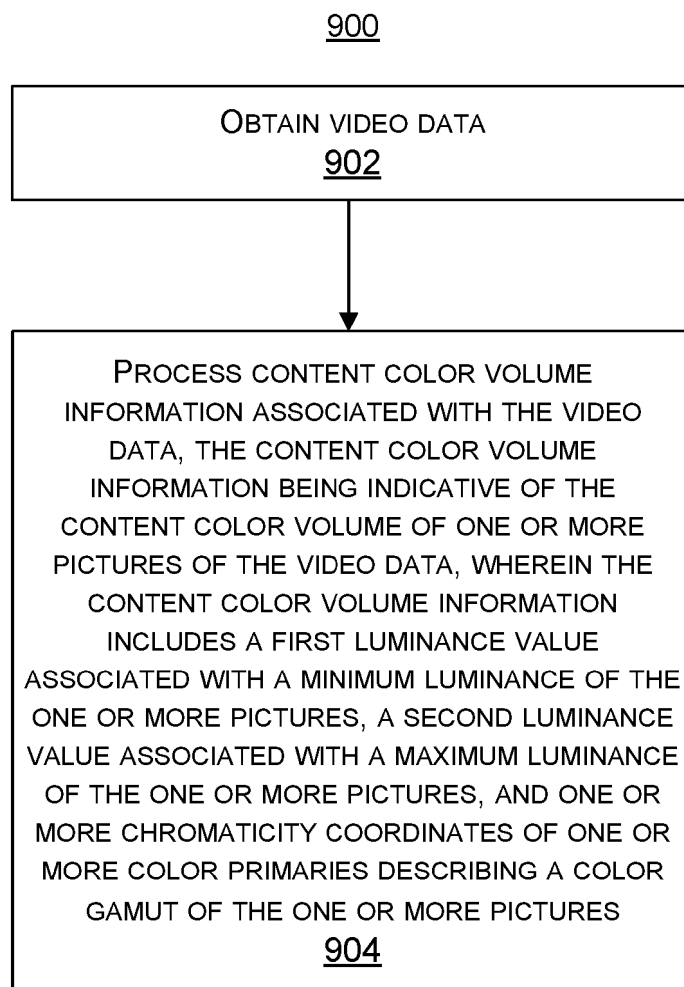 900
OBTAIN VIDEO DATA
902
PROCESS CONTENT COLOR VOLUME
INFORMATION ASSOCIATED WITH THE VIDEO
DATA, THE CONTENT COLOR VOLUME
INFORMATION BEING INDICATIVE OF THE
CONTENT COLOR VOLUME OF ONE OR MORE
PICTURES OF THE VIDEO DATA, WHEREIN THE
CONTENT COLOR VOLUME INFORMATION
INCLUDES A FIRST LUMINANCE VALUE
ASSOCIATED WITH A MINIMUM LUMINANCE OF THE
ONE OR MORE PICTURES, A SECOND LUMINANCE
VALUE ASSOCIATED WITH A MAXIMUM LUMINANCE
OF THE ONE OR MORE PICTURES, AND ONE OR
MORE CHROMATICITY COORDINATES OF ONE OR
MORE COLOR PRIMARIES DESCRIBING A COLOR
GAMUT OF THE ONE OR MORE PICTURES
904